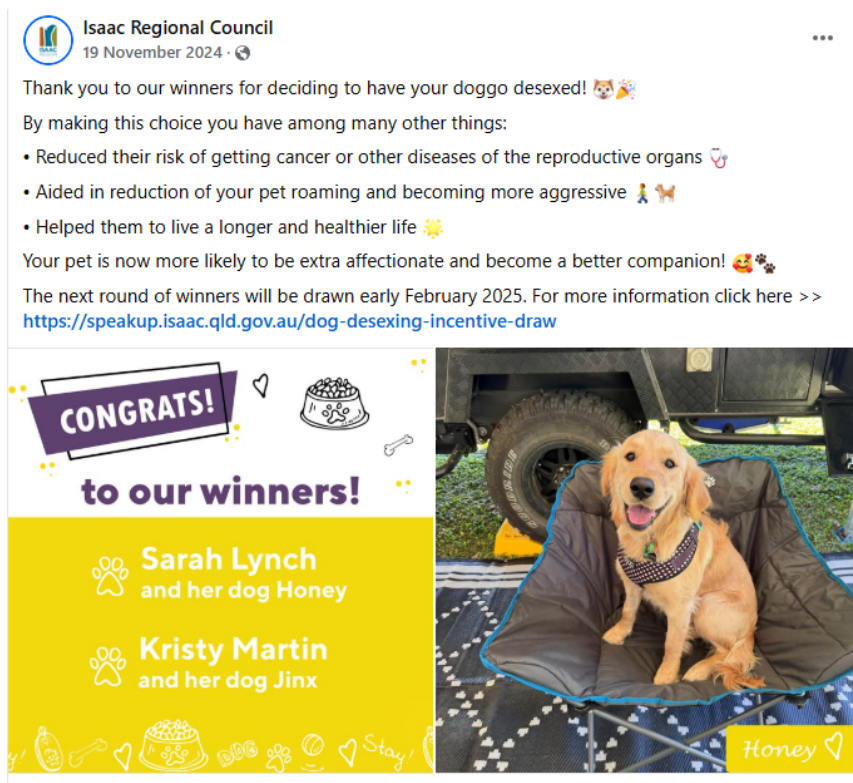 Isaac Regional Council
19 November 2024 ·
Thank you to our winners for deciding to have your doggo desexed! 🐶🎉
By making this choice you have among many other things:
• Reduced their risk of getting cancer or other diseases of the reproductive organs 🩺
• Aided in reduction of your pet roaming and becoming more aggressive 🚶🐕
• Helped them to live a longer and healthier life 🌟
Your pet is now more likely to be extra affectionate and become a better companion! 🥰🐾
The next round of winners will be drawn early February 2025. For more information click here >>
https://speakup.isaac.qld.gov.au/dog-desexing-incentive-draw
CONGRATS!
to our winners!
Sarah Lynch
and her dog Honey
Kristy Martin
and her dog Jinx
DOG
Stay!
Honey
ISAAC